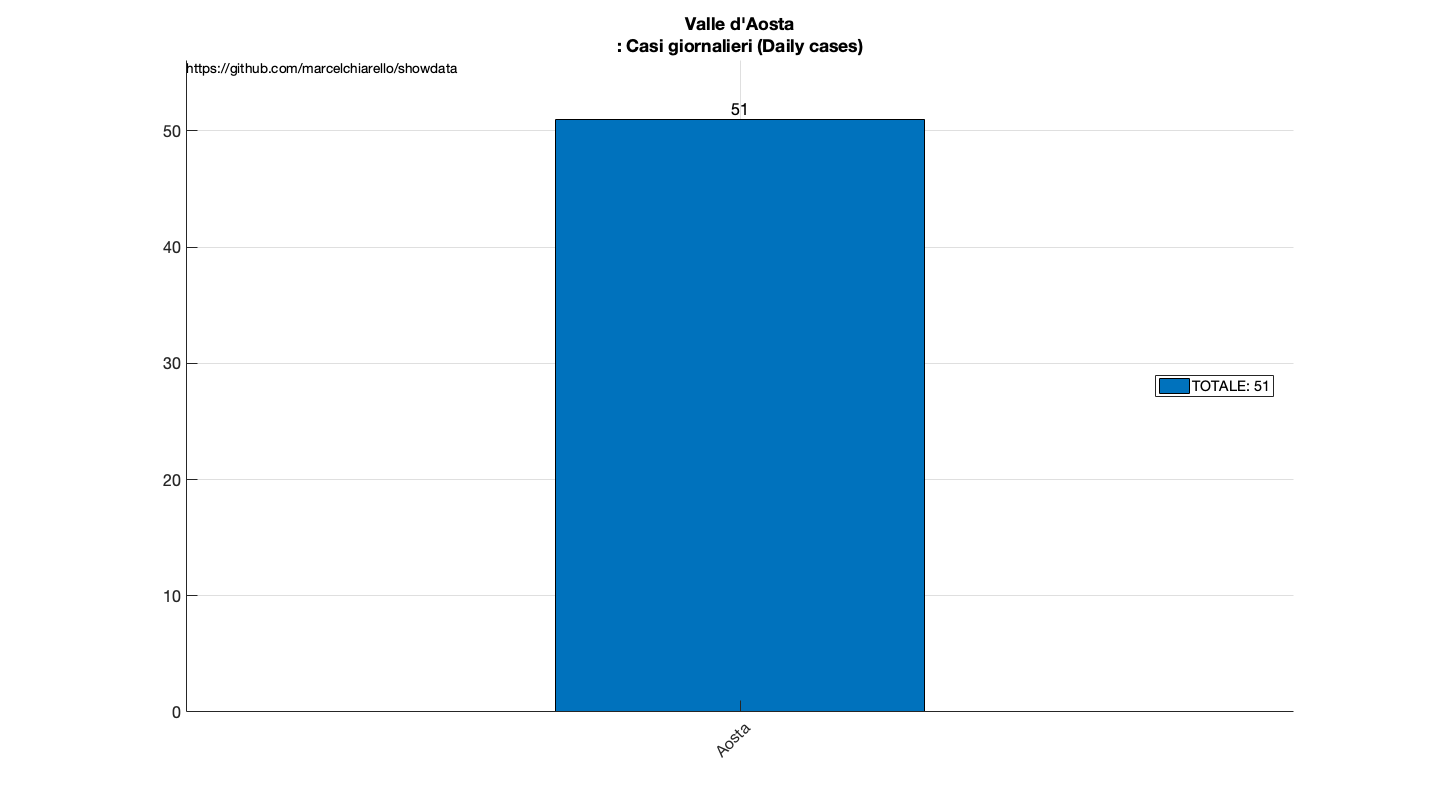 Valle d'Aosta
: Casi giornalieri (Daily cases)
https://github.com/marcelchiarello/showdata
51
50
40
30
TOTALE: 51
20
10
0
Aosta